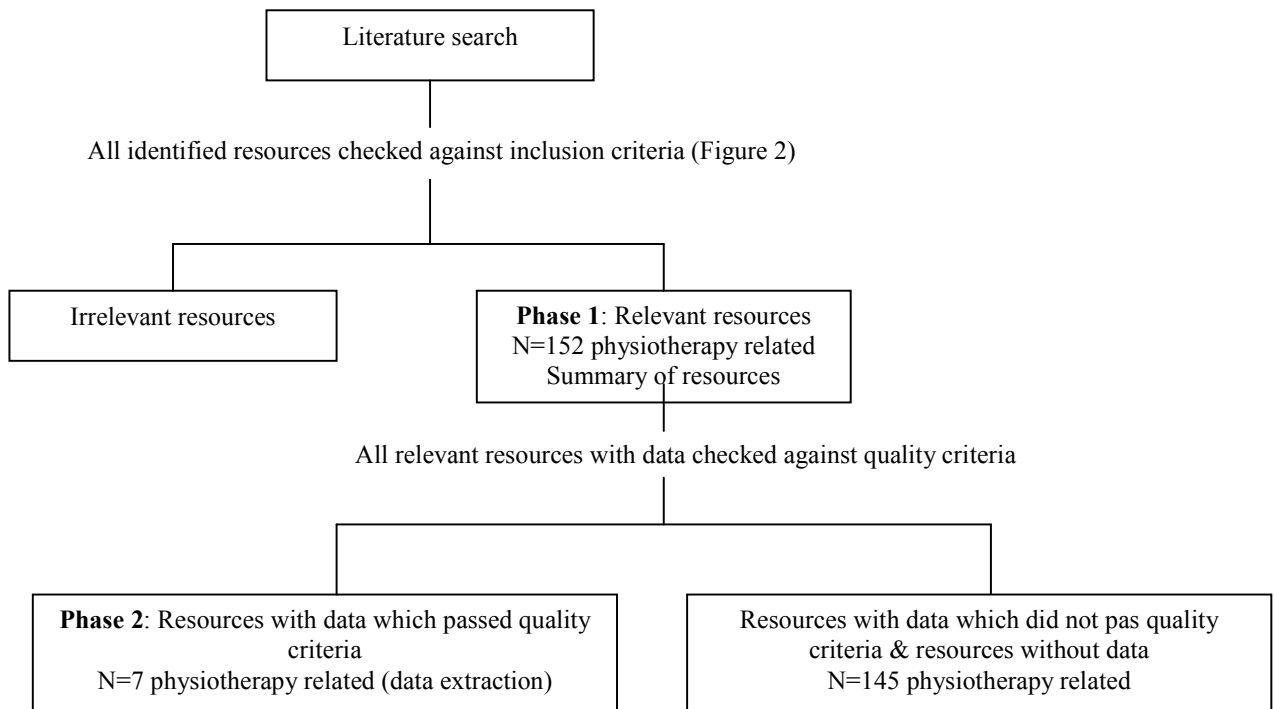 Literature search
All identified resources checked against inclusion criteria (Figure 2)
Irrelevant resources
Phase 1: Relevant resources
N=152 physiotherapy related
Summary of resources
All relevant resources with data checked against quality criteria
Phase 2: Resources with data which passed quality
criteria
N=7 physiotherapy related (data extraction)
Resources with data which did not pas quality
criteria & resources without data
N=145 physiotherapy related